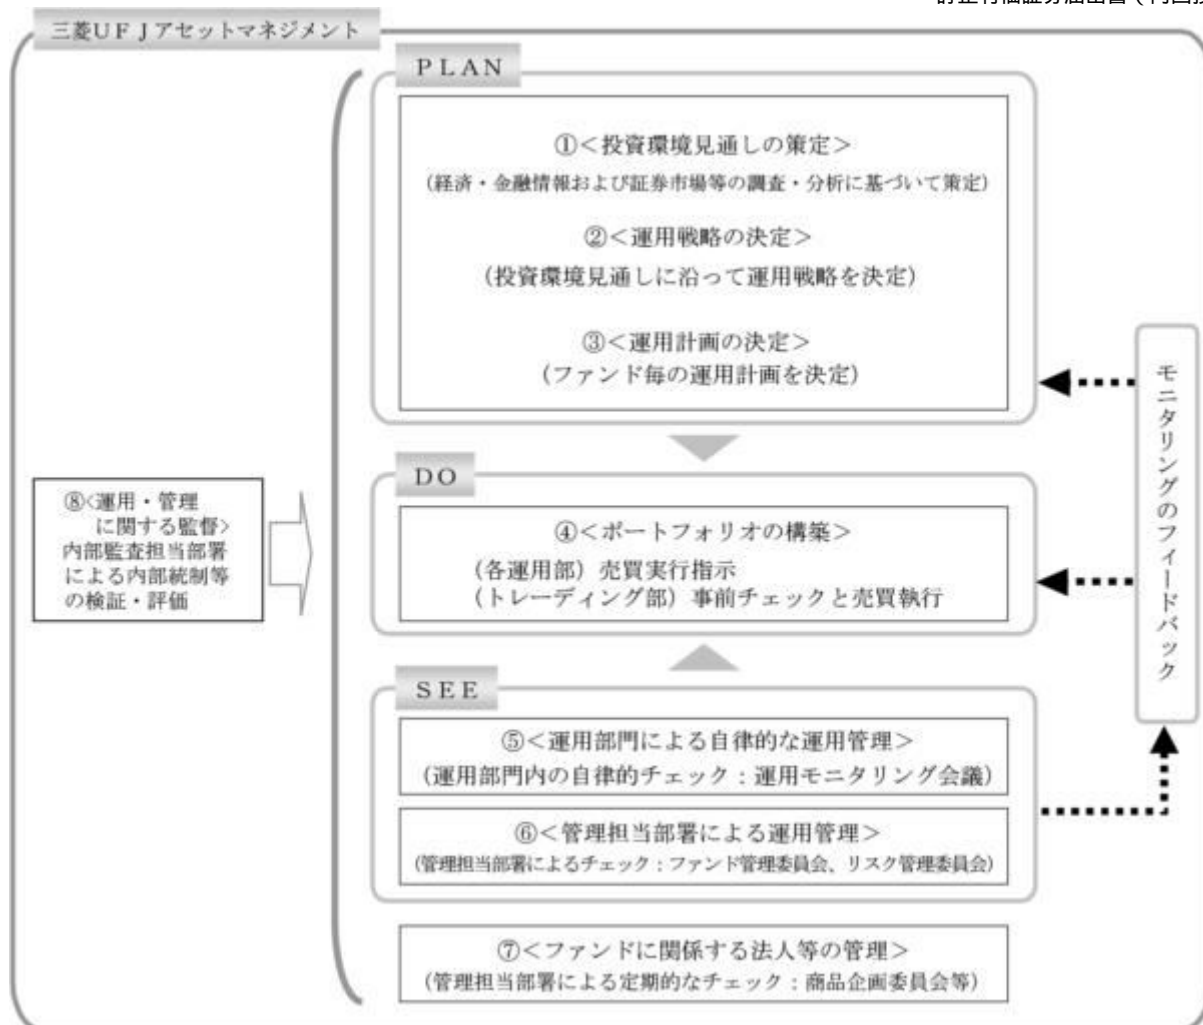 三菱ＵＦＪアセットマネジメント
ＰＬＡＮ
①＜投資環境見通しの策定＞
(経済・金融情報および証券市場等の調査・分析に基づいて策定)
②＜運用戦略の決定＞
(投資環境見通しに沿って運用戦略を決定)
③＜運用計画の決定＞
(ファンド毎の運用計画を決定)
ＤＯ
④＜ポートフォリオの構築＞
(各運用部) 売買実行指示
(トレーディング部) 事前チェックと売買執行
ＳＥＥ
⑤＜運用部門による自律的な運用管理＞
(運用部門内の自律的チェック：運用モニタリング会議)
⑥＜管理担当部署による運用管理＞
(管理担当部署によるチェック：ファンド管理委員会、リスク管理委員会)
⑦＜ファンドに関係する法人等の管理＞
(管理担当部署による定期的なチェック：商品企画委員会等)
⑧<運用・管理
に関する監督>
内部監査担当部署
による内部統制等
の検証・評価
モニタリングのフィードバック